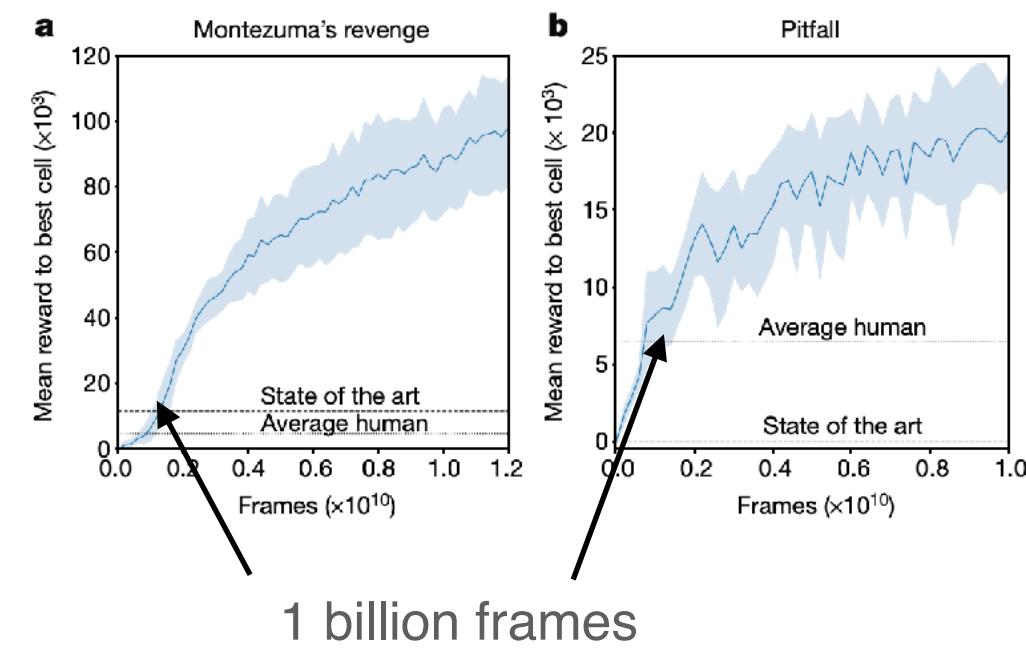 a
Montezuma's revenge
Mean reward to best cell (×10³)
120
100
80
60
40
20
0
State of the art
Average human
0.0 0.2 0.4 0.6 0.8 1.0 1.2
Frames (×10¹⁰)
b
Pitfall
Mean reward to best cell (× 10³)
25
20
15
10
5
0
Average human
State of the art
0.0 0.2 0.4 0.6 0.8 1.0
Frames (×10¹⁰)
1 billion frames